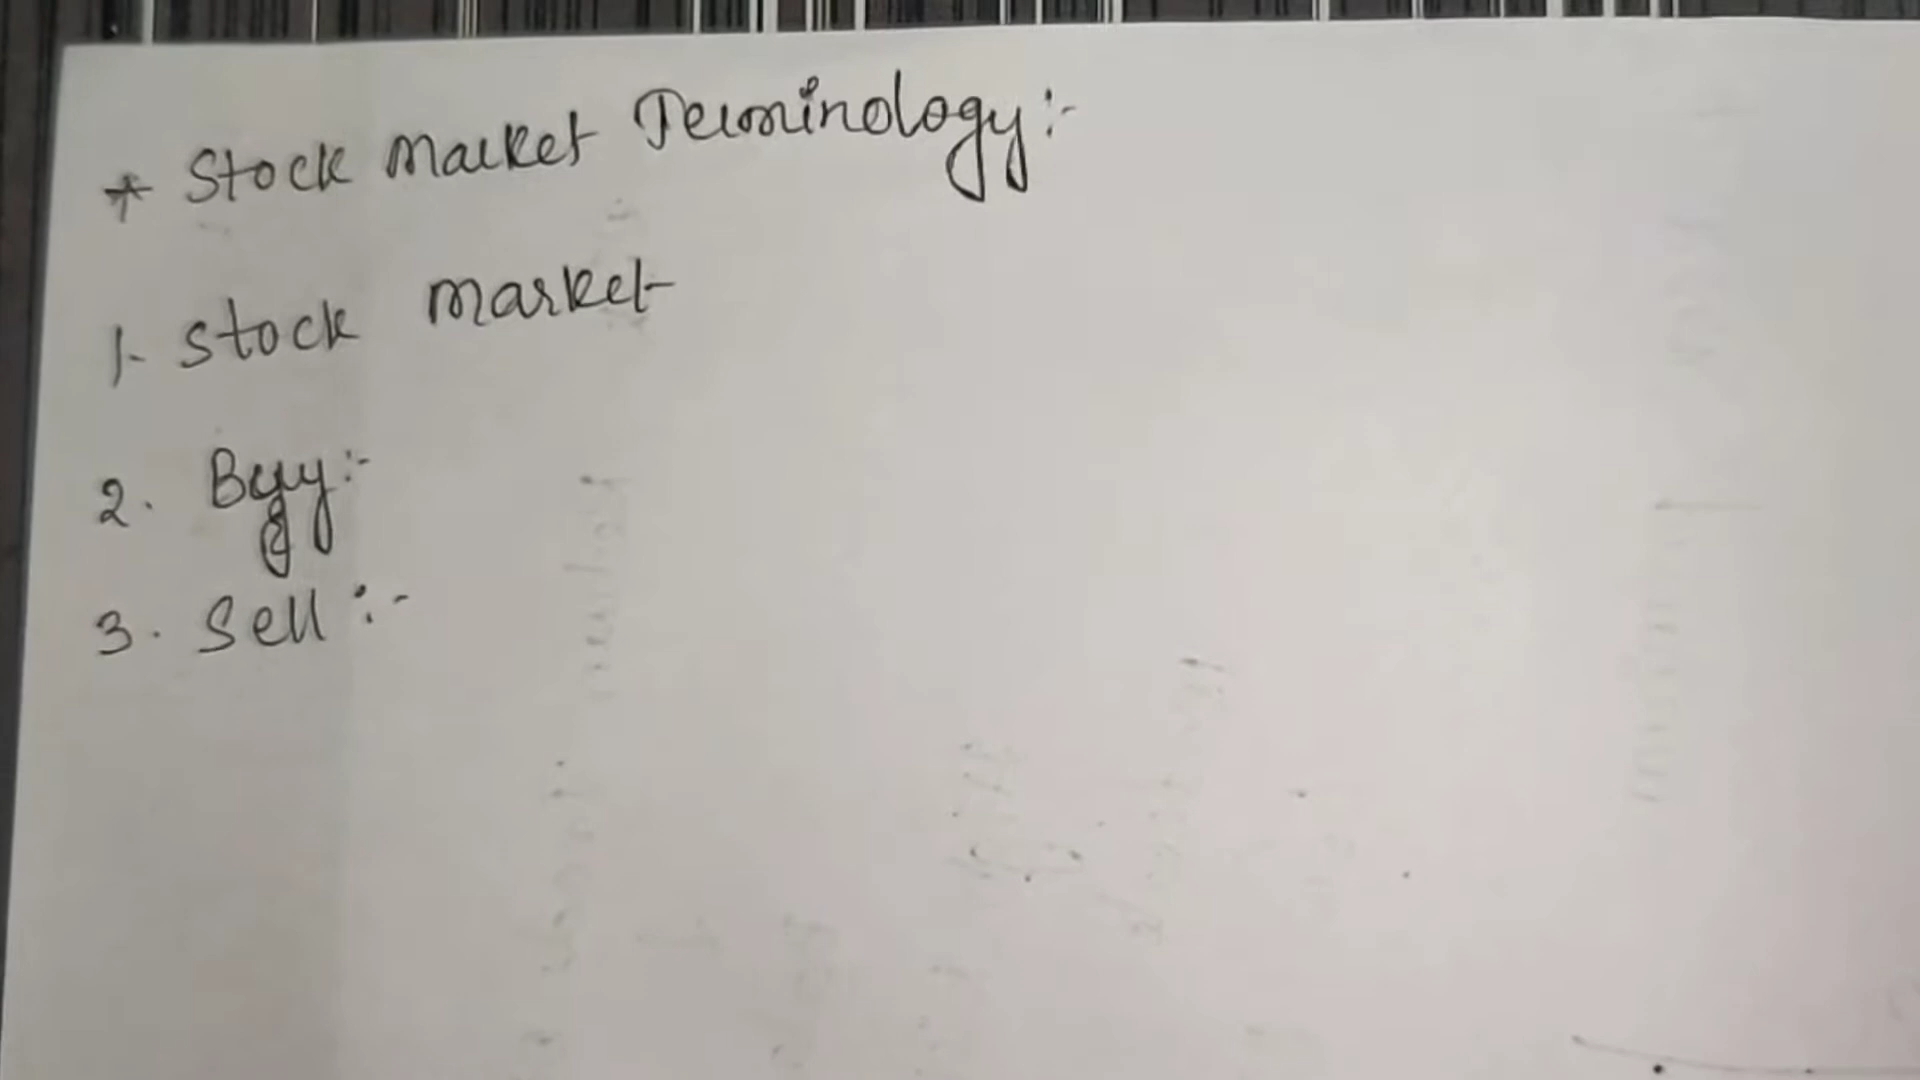 * Stock Market Terminology:-
1. Stock market
2. Buy:-
3. Sell:-